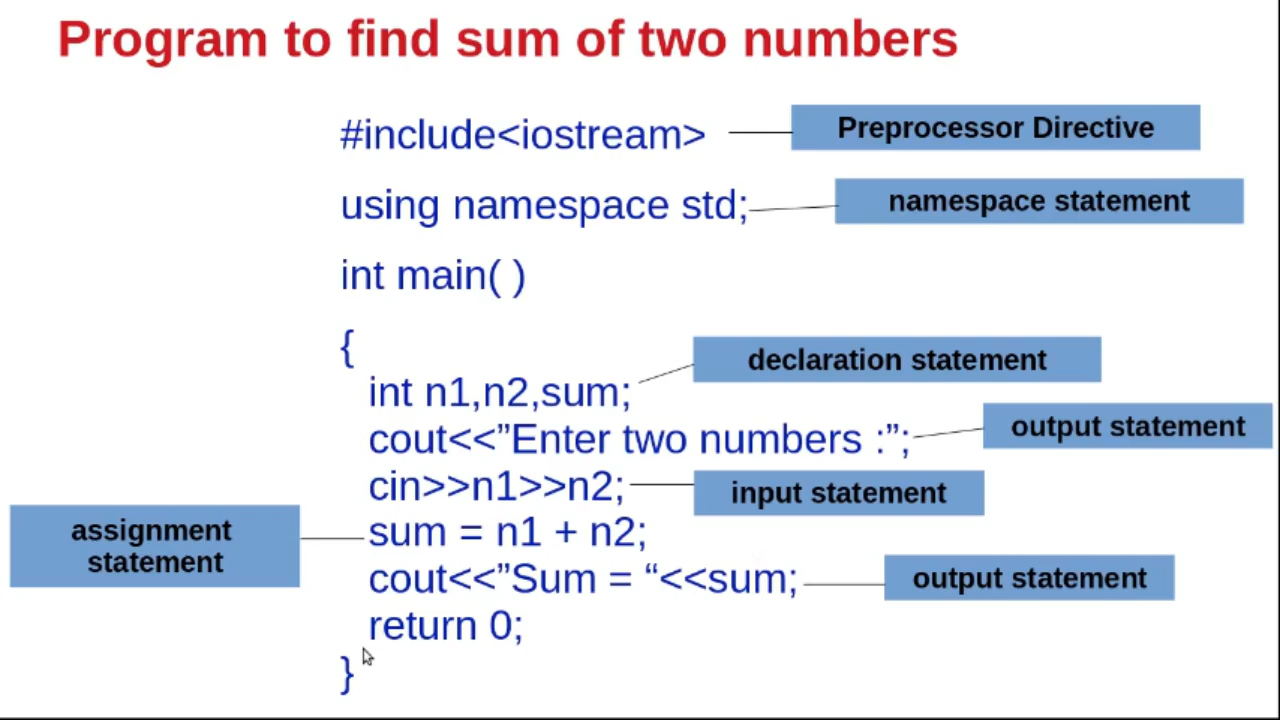 Program to find sum of two numbers
#include<iostream>
Preprocessor Directive
using namespace std;
namespace statement
int main( )
{
declaration statement
int n1,n2,sum;
cout<<”Enter two numbers :”;
output statement
cin>>n1>>n2;
input statement
assignment
statement
sum = n1 + n2;
cout<<”Sum = “<<sum;
output statement
return 0;
}